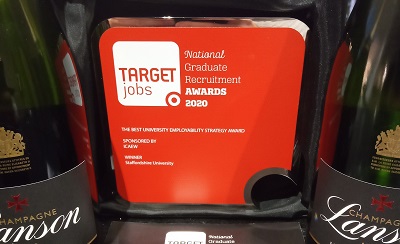 TARGET
jobs
National
Graduate
Recruitment
AWARDS
2020
THE BEST UNIVERSITY EMPLOYABILITY STRATEGY AWARD
SPONSORED BY
ICAEW
WINNER
Staffordshire University
CHAMPAGNE
Lanson
CHAMPAGNE
Lanson
TARGET
National
Graduate